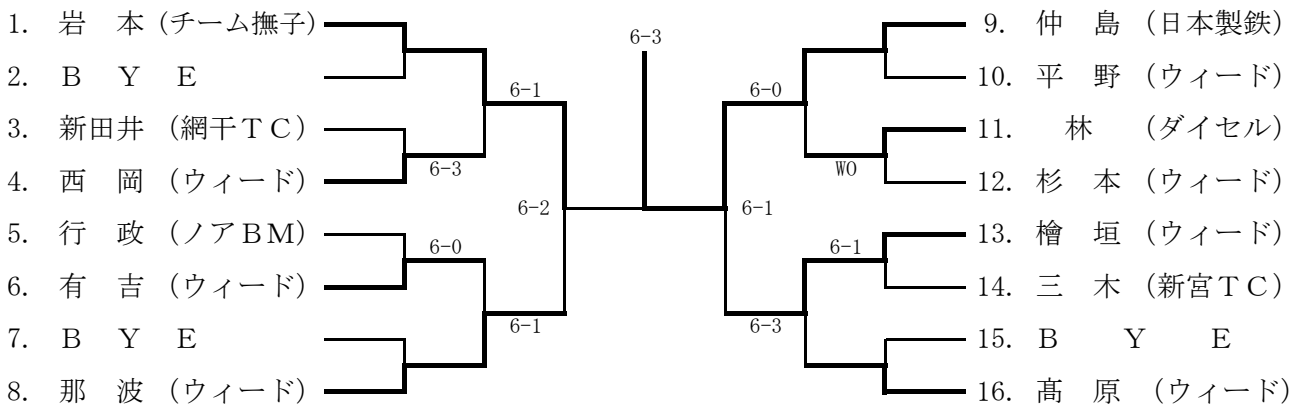 1. 岩　本（チーム撫子）
2. Ｂ　Ｙ　Ｅ
3. 新田井（網干ＴＣ）
4. 西　岡（ウィード）
5. 行　政（ノアＢＭ）
6. 有　吉（ウィード）
7. Ｂ　Ｙ　Ｅ
8. 那　波（ウィード）
6-1
6-3
6-2
6-0
6-1
6-3
6-0
WO
6-1
6-1
6-3
9. 仲　島（日本製鉄）
10. 平　野（ウィード）
11. 林（ダイセル）
12. 杉　本（ウィード）
13. 檜　垣（ウィード）
14. 三　木（新宮ＴＣ）
15. Ｂ　Ｙ　Ｅ
16. 髙　原（ウィード）